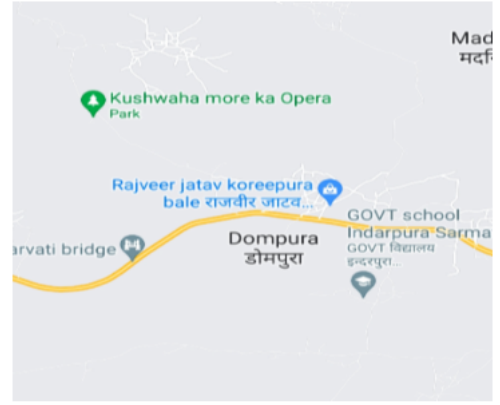 Mad
मदनि
Kushwaha more ka Opera
Park
Rajveer jatav koreepura
bale राजवीर जाटव...
GOVT school
Indarpura Sarma
GOVT विद्यालय
इन्दरपुरा...
Dompura
डोमपुरा
arvati bridge